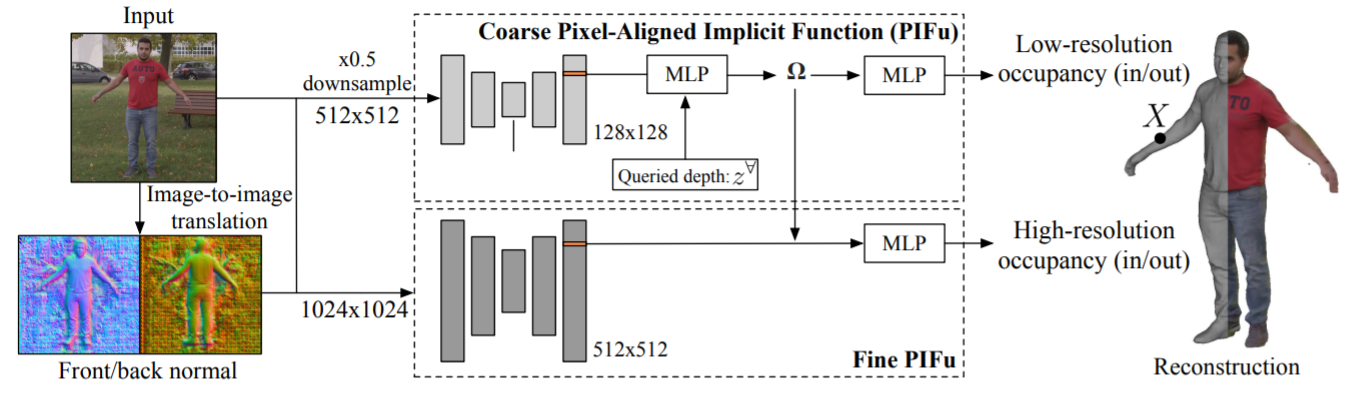 Input
x0.5
downsample
512x512
Image-to-image
translation
1024x1024
Front/back normal
Coarse Pixel-Aligned Implicit Function (PIFu)
MLP
Ω
MLP
128x128
Queried depth: z∀
MLP
512x512
Fine PIFu
Low-resolution
occupancy (in/out)
X
High-resolution
occupancy (in/out)
Reconstruction